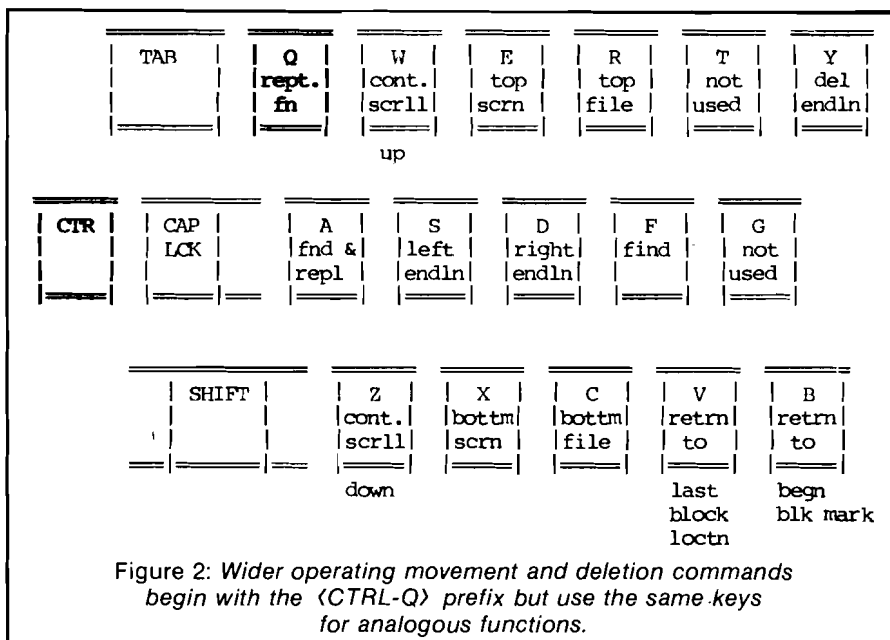 TAB Q W E R T Y
rept. cont. top top not del
fn scrll scrn file used endln
up
CTR CAP A S D F G
LCK fnd & left right find not
repl endln endln used
SHIFT Z X C V B
cont. bottm bottm retrn retrn
scrll scrn file to to
down last begn
block blk mark
loctn
Figure 2: Wider operating movement and deletion commands
begin with the ⟨CTRL-Q⟩ prefix but use the same keys
for analogous functions.